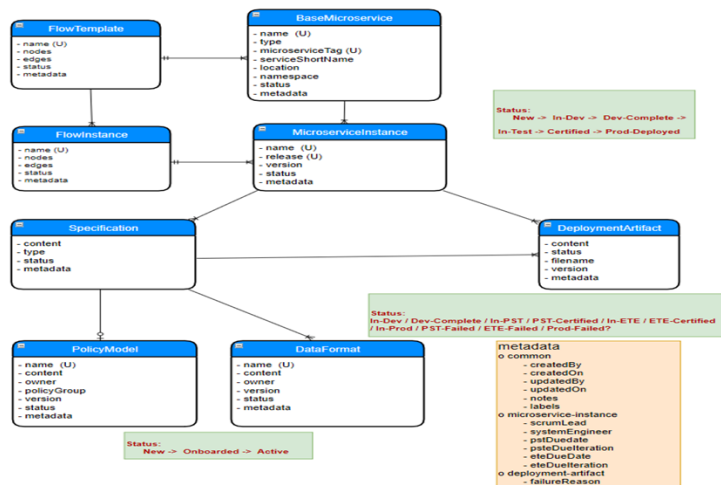 FlowTemplate
- name (U)
- nodes
- edges
- status
- metadata
BaseMicroservice
- name (U)
- type
- microserviceTag (U)
- serviceShortName
- location
- namespace
- status
- metadata
Status:
New -> In-Dev -> Dev-Complete ->
In-Test -> Certified -> Prod-Deployed
FlowInstance
- name (U)
- nodes
- edges
- status
- metadata
MicroserviceInstance
- name (U)
- release (U)
- version
- status
- metadata
Specification
- content
- type
- status
- metadata
DeploymentArtifact
- content
- status
- filename
- version
- metadata
Status:
In-Dev / Dev-Complete / In-PST / PST-Certified / In-ETE / ETE-Certified
/ In-Prod / PST-Failed / ETE-Failed / Prod-Failed?
PolicyModel
- name (U)
- content
- owner
- policyGroup
- version
- status
- metadata
DataFormat
- name (U)
- content
- owner
- version
- status
- metadata
metadata
o common
- createdBy
- createdOn
- updatedBy
- updatedOn
- notes
- labels
o microservice-instance
- scrumLead
- systemEngineer
- pstDuedate
- psteDueIteration
- eteDueDate
- eteDueIteration
o deployment-artifact
- failureReason
Status:
New -> Onboarded -> Active